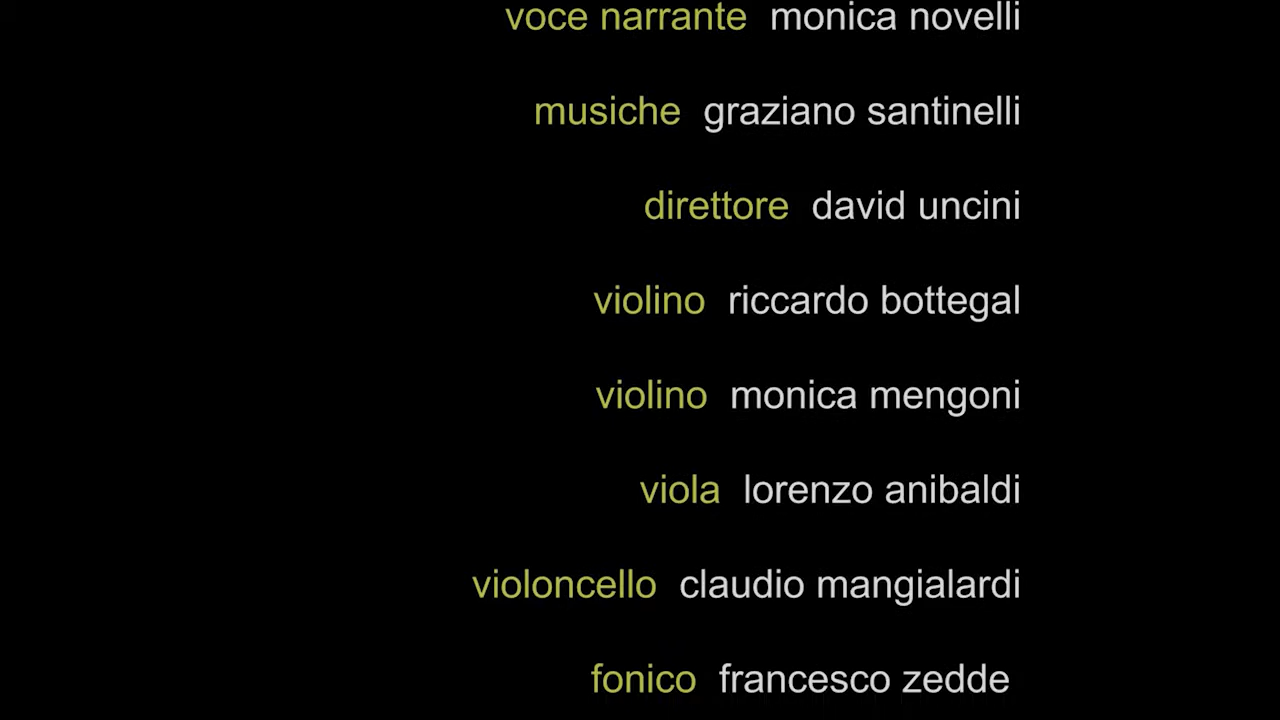 voce narrante monica novelli
musiche graziano santinelli
direttore david uncini
violino riccardo bottegal
violino monica mengoni
viola lorenzo anibaldi
violoncello claudio mangialardi
fonico francesco zedde